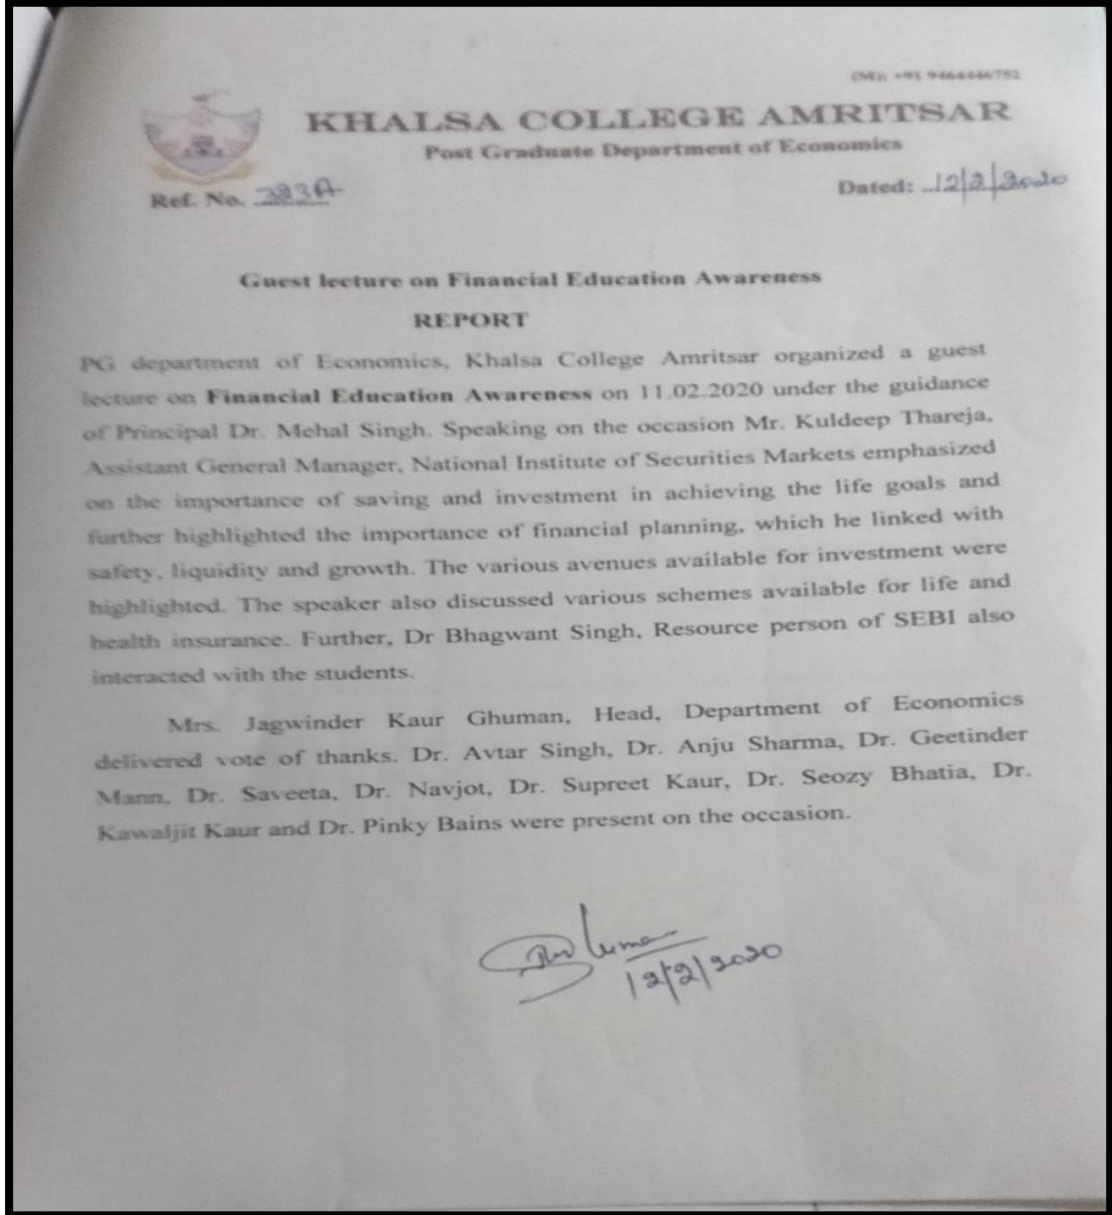 (M): +91 9464446752
KHALSA COLLEGE AMRITSAR
Post Graduate Department of Economics
Ref. No. 383A
Dated: 12/2/2020
Guest lecture on Financial Education Awareness
REPORT
PG department of Economics, Khalsa College Amritsar organized a guest
lecture on Financial Education Awareness on 11.02.2020 under the guidance
of Principal Dr. Mehal Singh. Speaking on the occasion Mr. Kuldeep Thareja,
Assistant General Manager, National Institute of Securities Markets emphasized
on the importance of saving and investment in achieving the life goals and
further highlighted the importance of financial planning, which he linked with
safety, liquidity and growth. The various avenues available for investment were
highlighted. The speaker also discussed various schemes available for life and
health insurance. Further, Dr Bhagwant Singh, Resource person of SEBI also
interacted with the students.
Mrs. Jagwinder Kaur Ghuman, Head, Department of Economics
delivered vote of thanks. Dr. Avtar Singh, Dr. Anju Sharma, Dr. Geetinder
Mann, Dr. Saveeta, Dr. Navjot, Dr. Supreet Kaur, Dr. Seozy Bhatia, Dr.
Kawaljit Kaur and Dr. Pinky Bains were present on the occasion.
12/2/2020